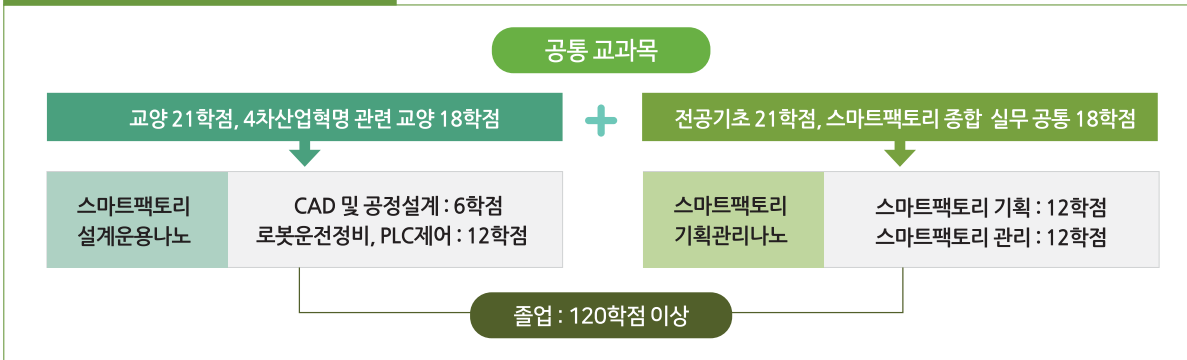 공통 교과목
교양 21학점, 4차산업혁명 관련 교양 18학점
+
전공기초 21학점, 스마트팩토리 종합 실무 공통 18학점
스마트팩토리
설계운용나노
CAD 및 공정설계 : 6학점
로봇운전정비, PLC제어 : 12학점
스마트팩토리
기획관리나노
스마트팩토리 기획 : 12학점
스마트팩토리 관리 : 12학점
졸업 : 120학점 이상